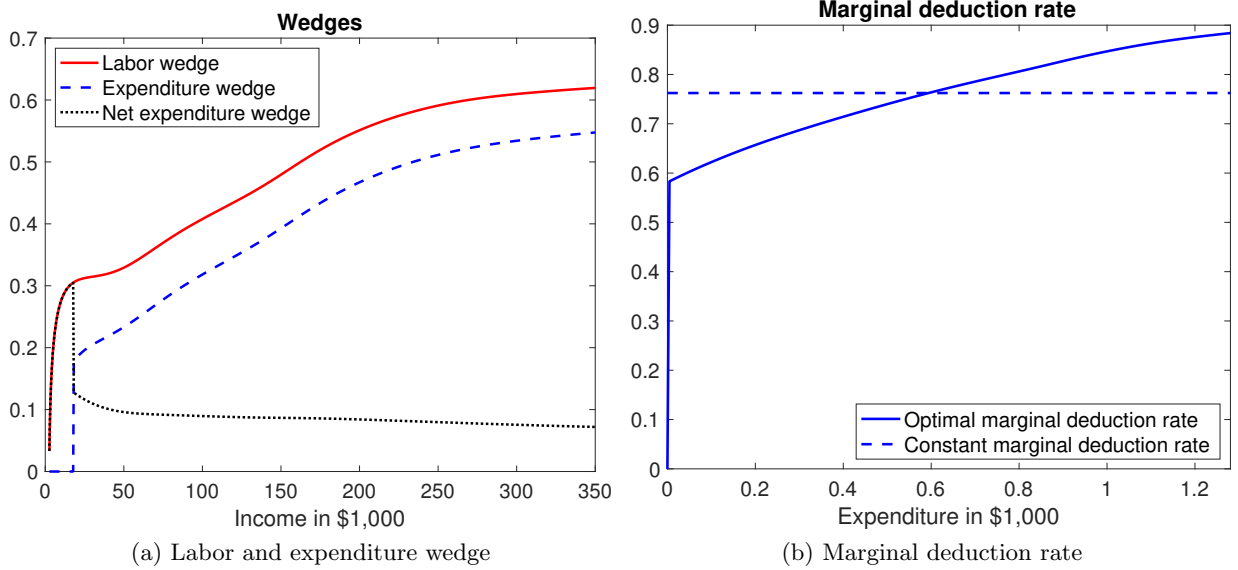 Wedges
0.7
0.6
0.5
0.4
0.3
0.2
0.1
0
Labor wedge
Expenditure wedge
Net expenditure wedge
0 50 100 150 200 250 300 350
Income in $1,000
(a) Labor and expenditure wedge
Marginal deduction rate
0.9
0.8
0.7
0.6
0.5
0.4
0.3
0.2
0.1
0
Optimal marginal deduction rate
Constant marginal deduction rate
0 0.2 0.4 0.6 0.8 1 1.2
Expenditure in $1,000
(b) Marginal deduction rate